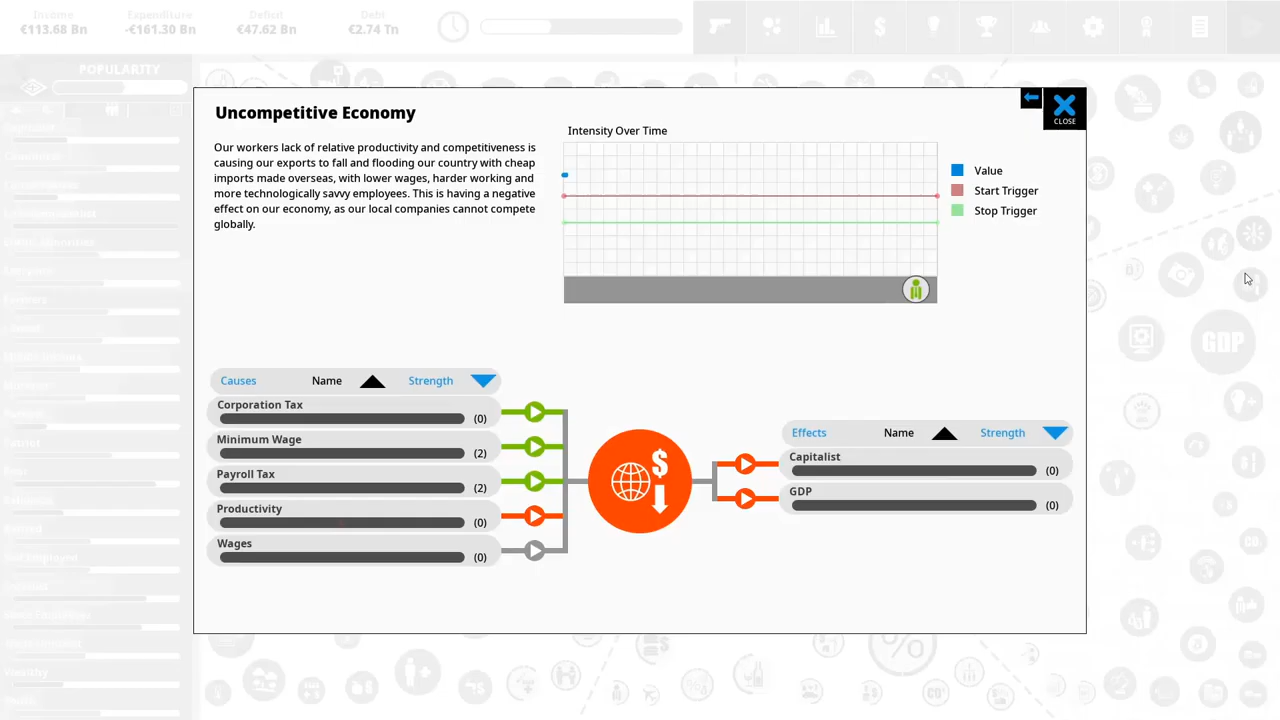 Income
Expenditure
Deficit
Debt
€113.68 Bn
-€161.30 Bn
€47.62 Bn
€2.74 Tn
POPULARITY
Uncompetitive Economy
CLOSE
Our workers lack of relative productivity and competitiveness is
causing our exports to fall and flooding our country with cheap
imports made overseas, with lower wages, harder working and
more technologically savvy employees. This is having a negative
effect on our economy, as our local companies cannot compete
globally.
Intensity Over Time
Value
Start Trigger
Stop Trigger
GDP
Causes
Name
Strength
Corporation Tax
(0)
Minimum Wage
(2)
Payroll Tax
(2)
Productivity
(0)
Wages
(0)
Effects
Name
Strength
Capitalist
(0)
GDP
(0)
Wealthy